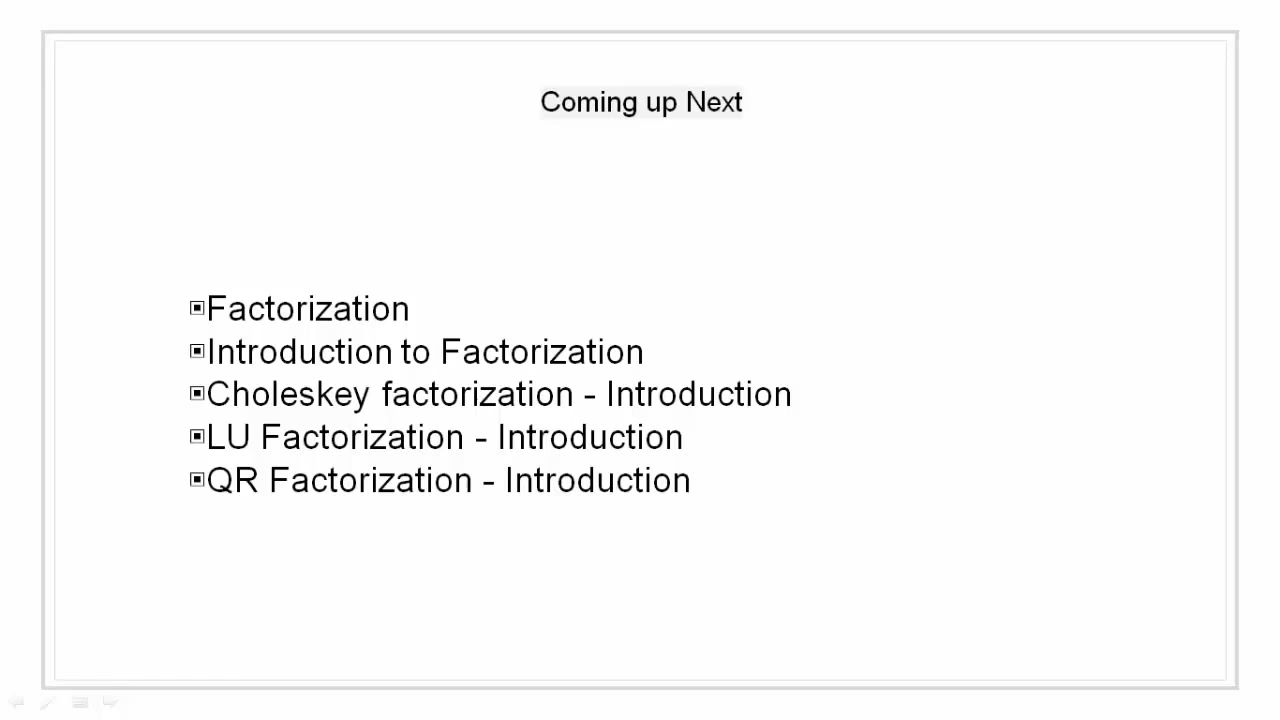 Coming up Next
Factorization
Introduction to Factorization
Choleskey factorization - Introduction
LU Factorization - Introduction
QR Factorization - Introduction